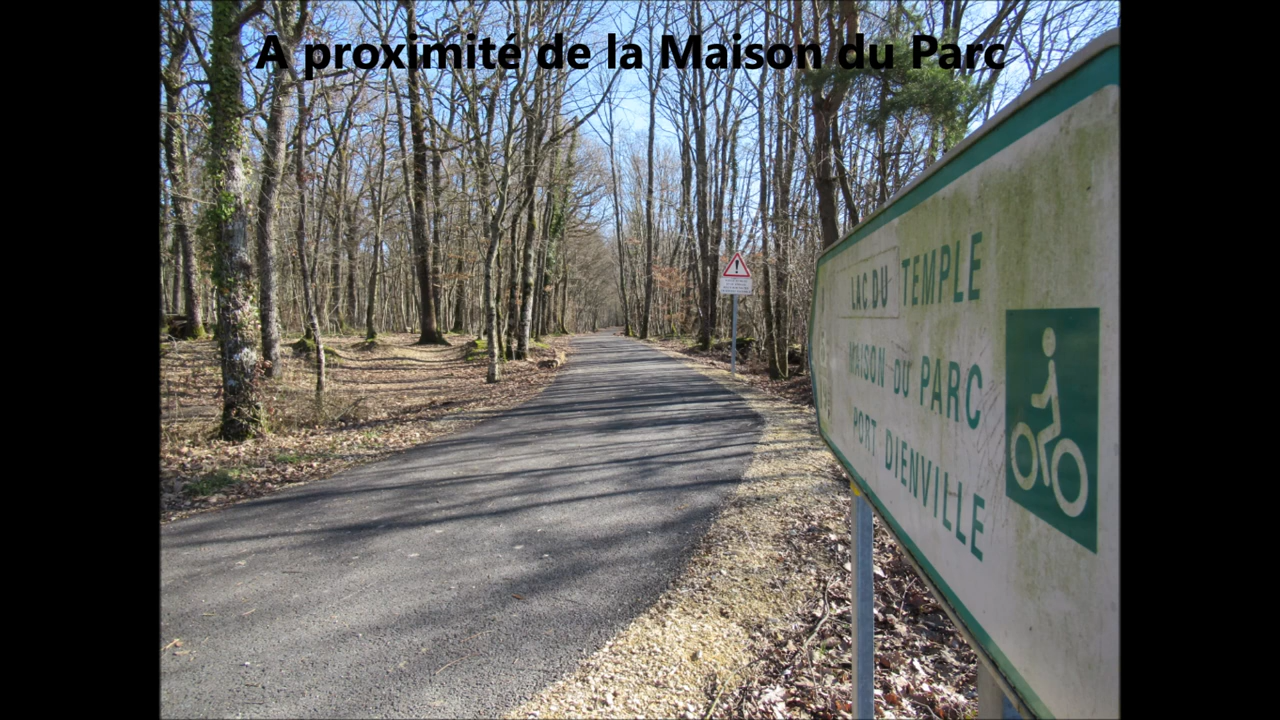 A proximité de la Maison du Parc
LAC DU TEMPLE
MAISON DU PARC
PORT DIENVILLE